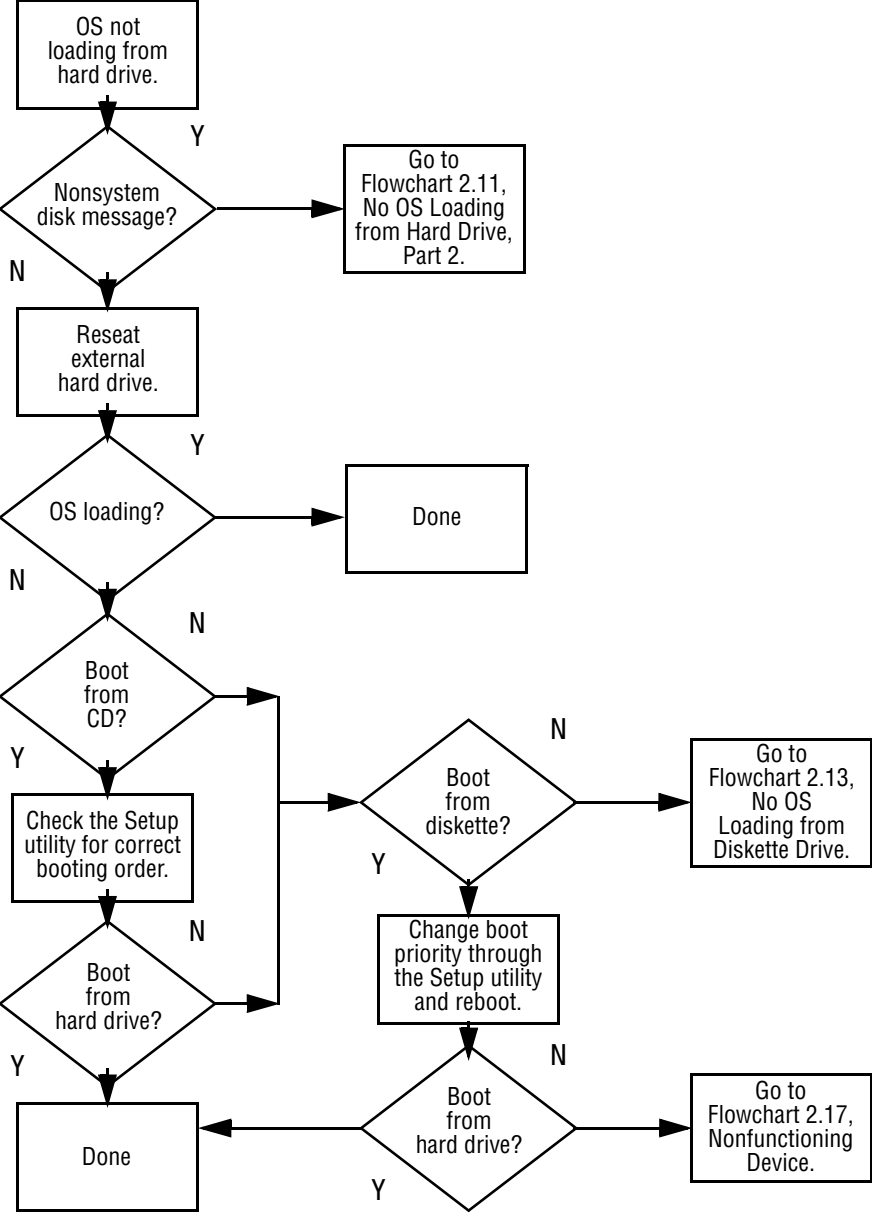 OS not
loading from
hard drive.
Y
Nonsystem
disk message?
Go to
Flowchart 2.11,
No OS Loading
from Hard Drive,
Part 2.
N
Reseat
external
hard drive.
Y
OS loading?
Done
N
N
Boot
from
CD?
Y
Check the Setup
utility for correct
booting order.
N
Boot
from
hard drive?
Y
Done
N
Boot
from
diskette?
Go to
Flowchart 2.13,
No OS
Loading from
Diskette Drive.
Y
Change boot
priority through
the Setup utility
and reboot.
N
Boot
from
hard drive?
Go to
Flowchart 2.17,
Nonfunctioning
Device.
Y